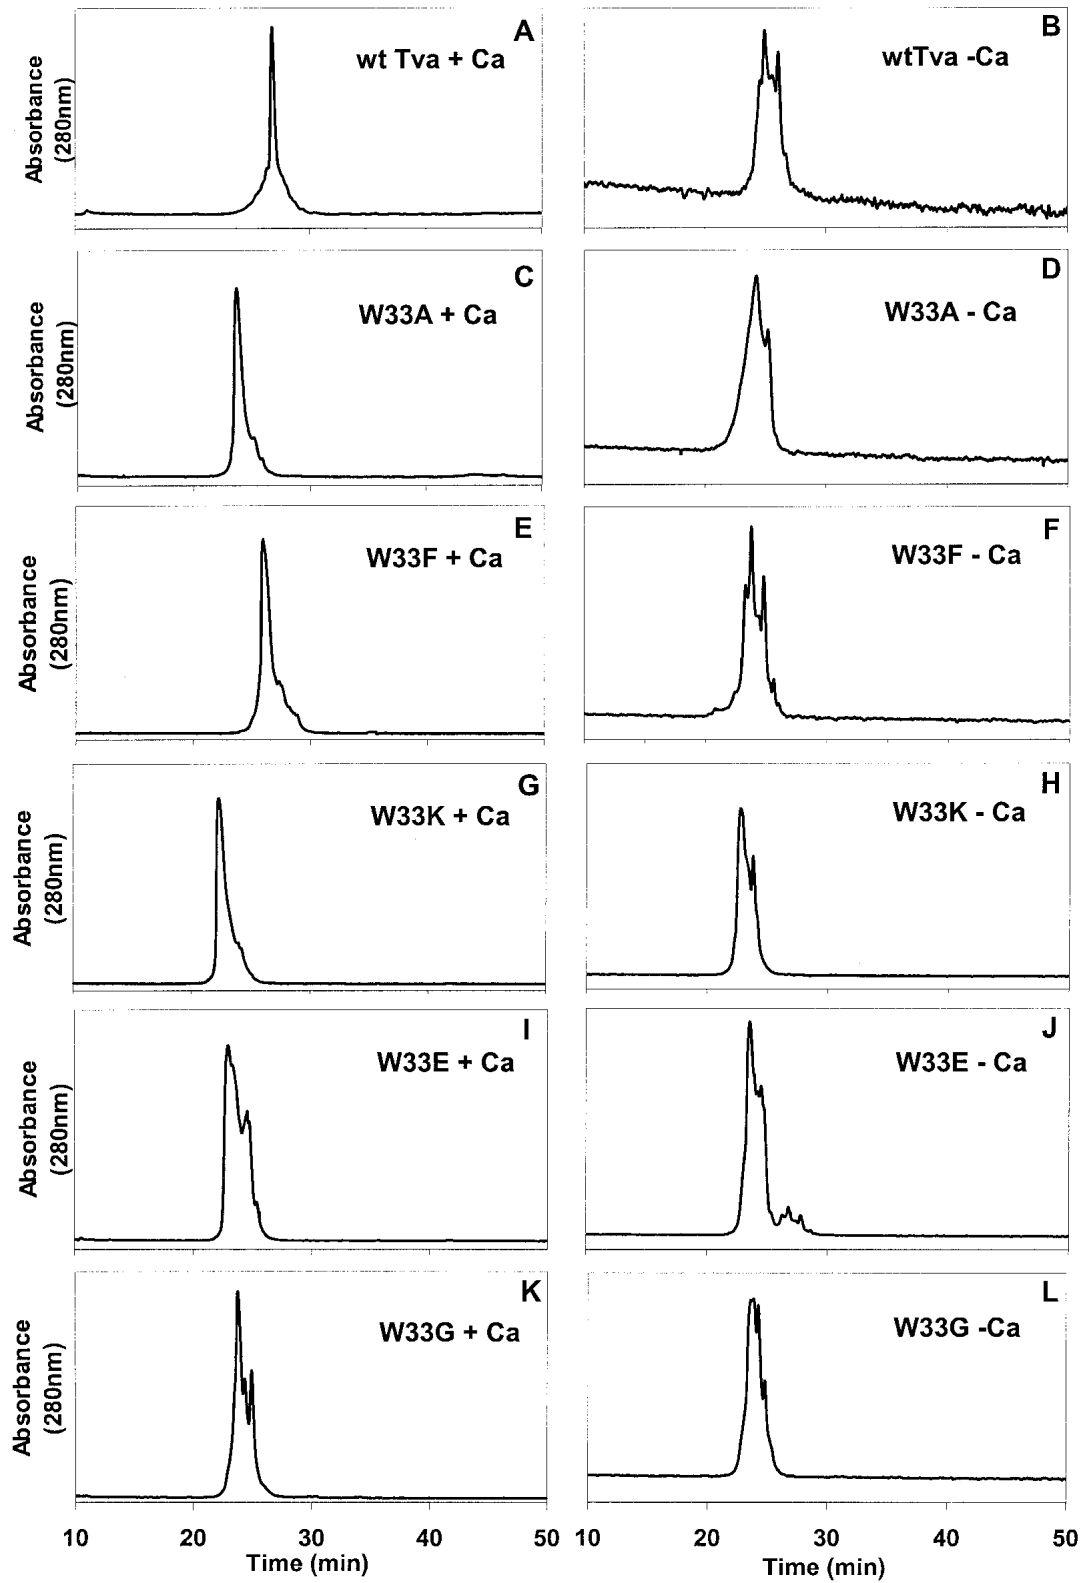 A
wt Tva + Ca
Absorbance
(280nm)
B
wtTva -Ca
C
W33A + Ca
Absorbance
(280nm)
D
W33A - Ca
E
W33F + Ca
Absorbance
(280nm)
F
W33F - Ca
G
W33K + Ca
Absorbance
(280nm)
H
W33K - Ca
I
W33E + Ca
Absorbance
(280nm)
J
W33E - Ca
K
W33G + Ca
Absorbance
(280nm)
L
W33G -Ca
10 20 30 40 50
Time (min)
10 20 30 40 50
Time (min)